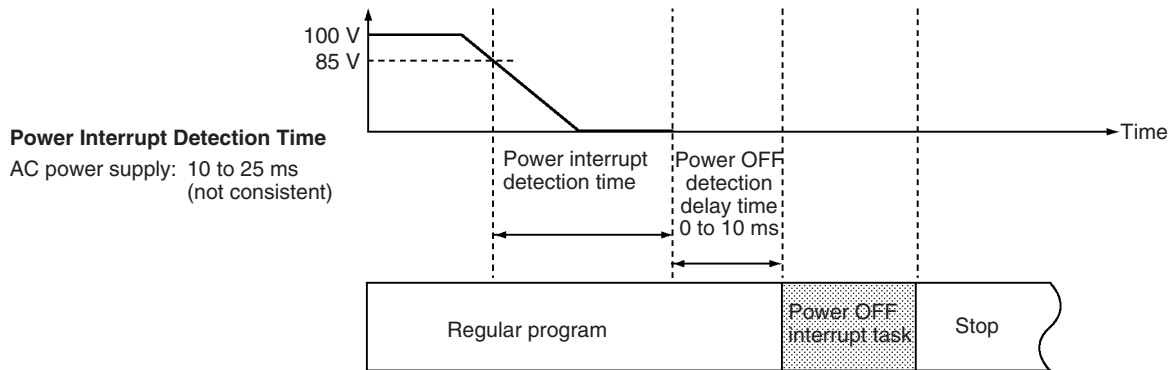 100 V
85 V
Time
Power Interrupt Detection Time
AC power supply: 10 to 25 ms
(not consistent)
Power interrupt
detection time
Power OFF
detection
delay time
0 to 10 ms
Regular program
Power OFF
interrupt task
Stop